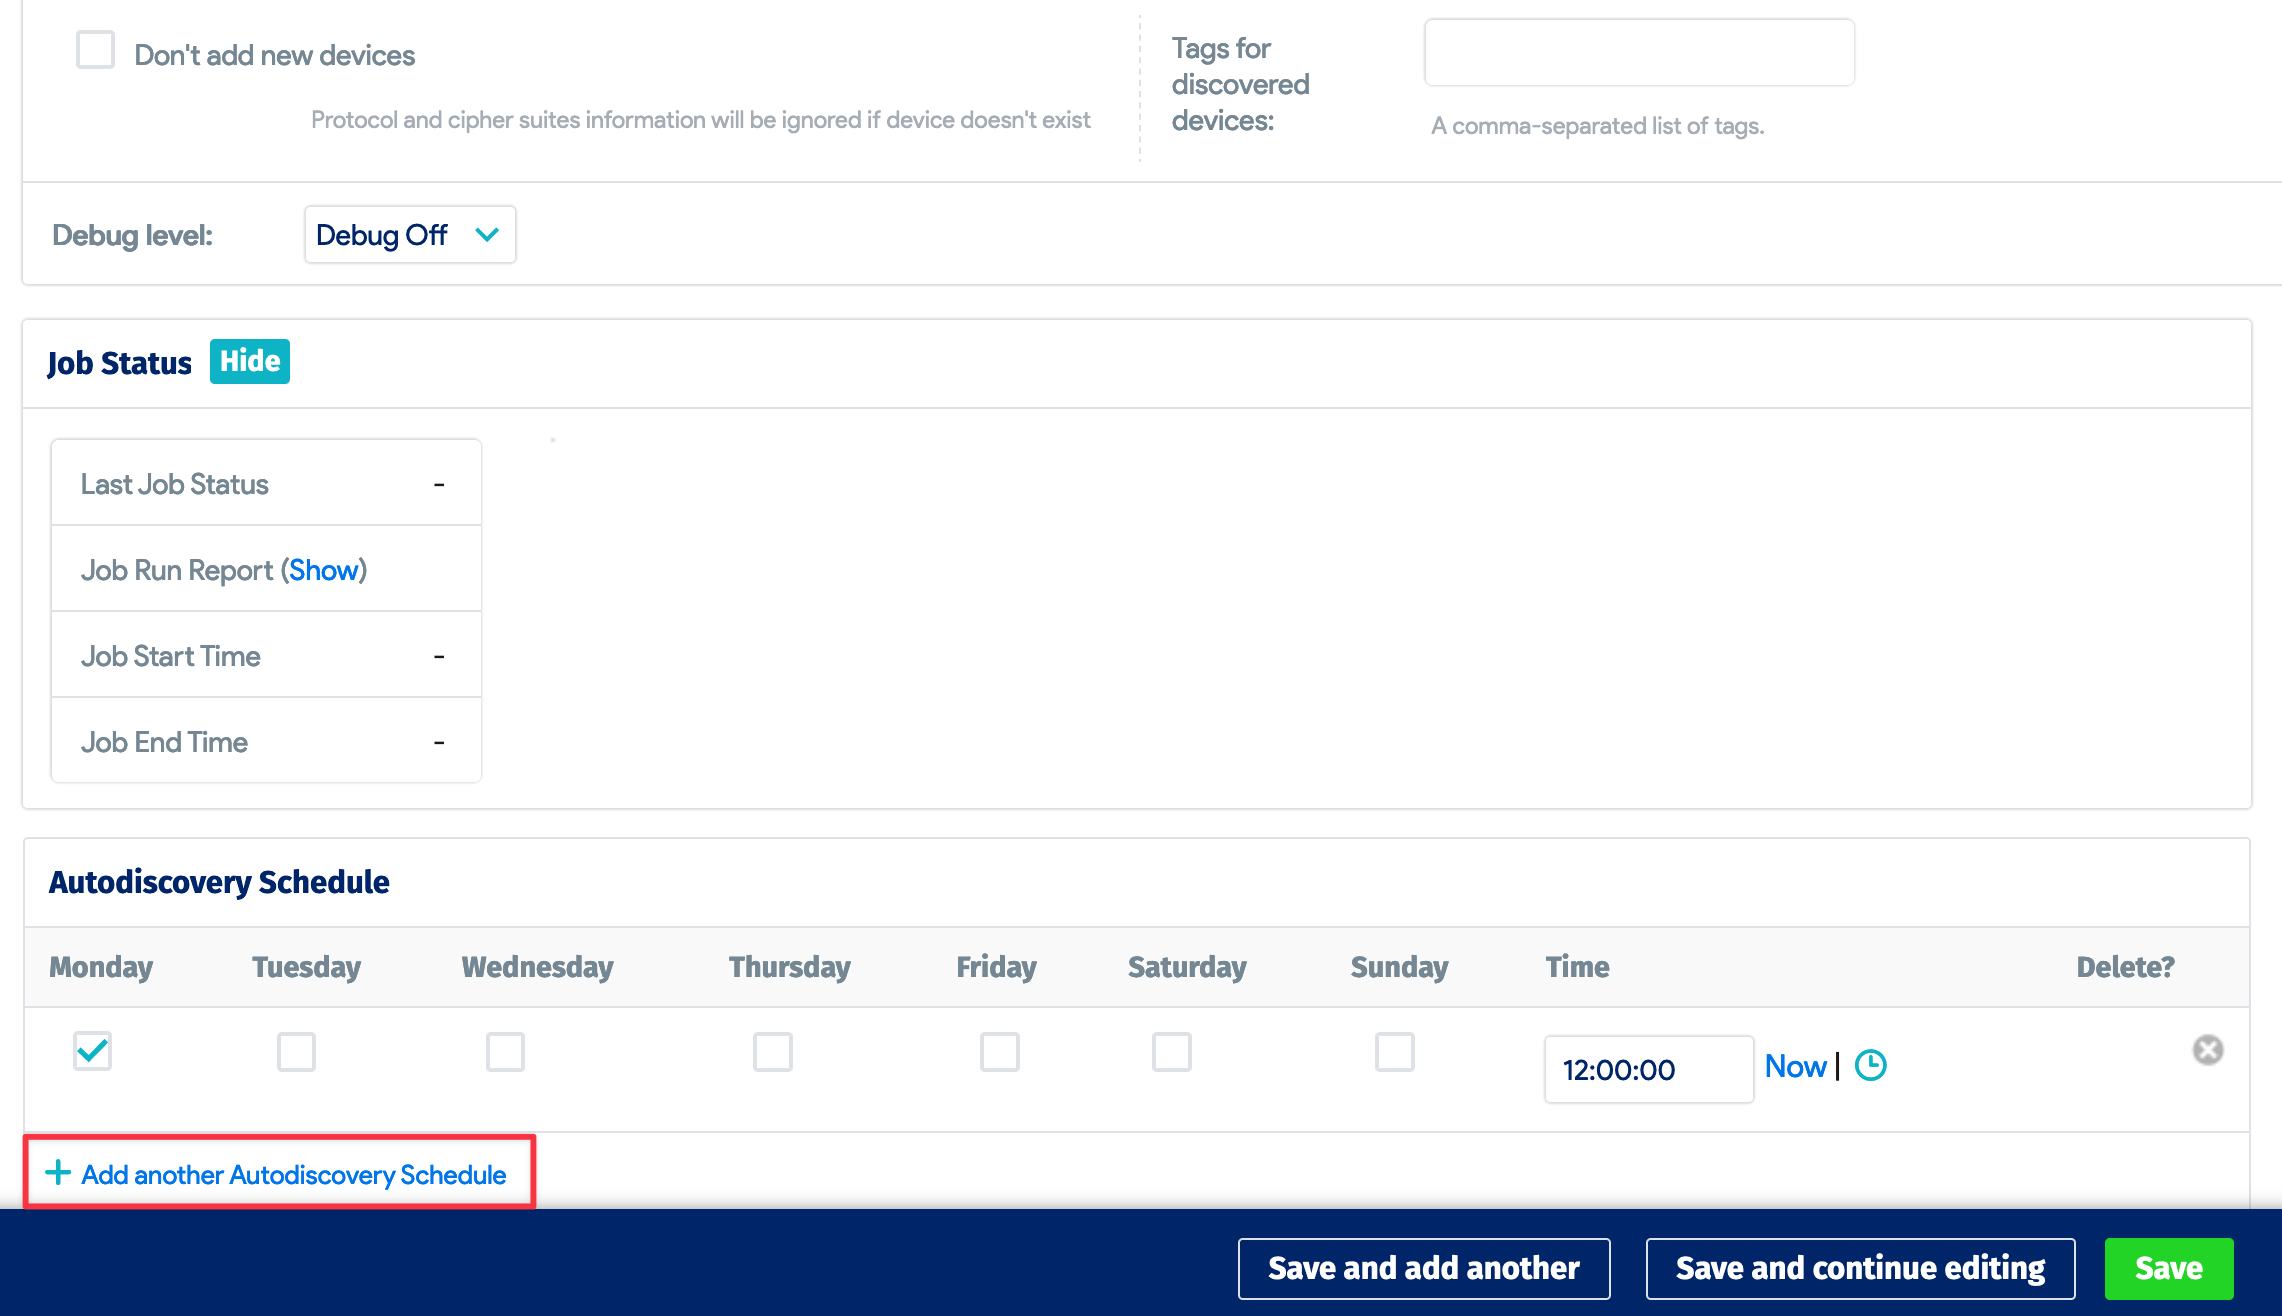 Don't add new devices
Protocol and cipher suites information will be ignored if device doesn't exist
Tags for
discovered
devices:
A comma-separated list of tags.
Debug level:
Debug Off
Job Status Hide
Last Job Status -
Job Run Report (Show)
Job Start Time -
Job End Time -
Autodiscovery Schedule
Monday Tuesday Wednesday Thursday Friday Saturday Sunday Time Delete?
12:00:00 Now |
+ Add another Autodiscovery Schedule
Save and add another Save and continue editing Save